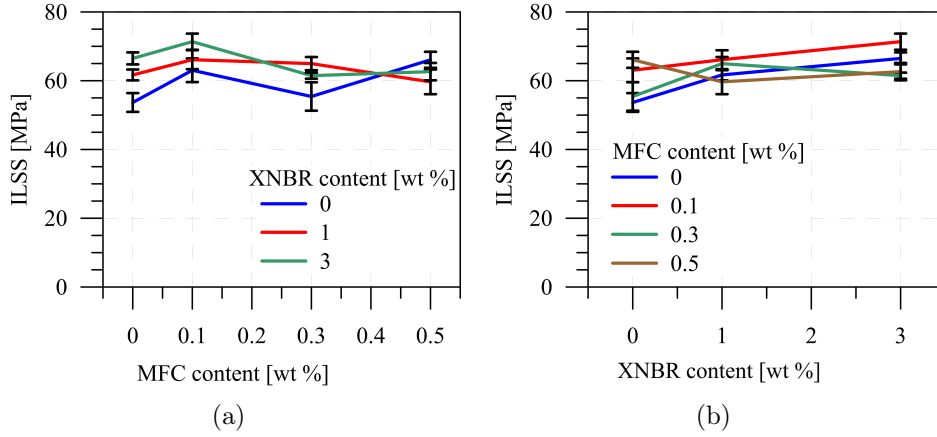 80
60
40
20
0
ILSS [MPa]
XNBR content [wt %]
0
1
3
0 0.1 0.2 0.3 0.4 0.5
MFC content [wt %]
(a)
80
60
40
20
0
ILSS [MPa]
MFC content [wt %]
0
0.1
0.3
0.5
0 1 2 3
XNBR content [wt %]
(b)